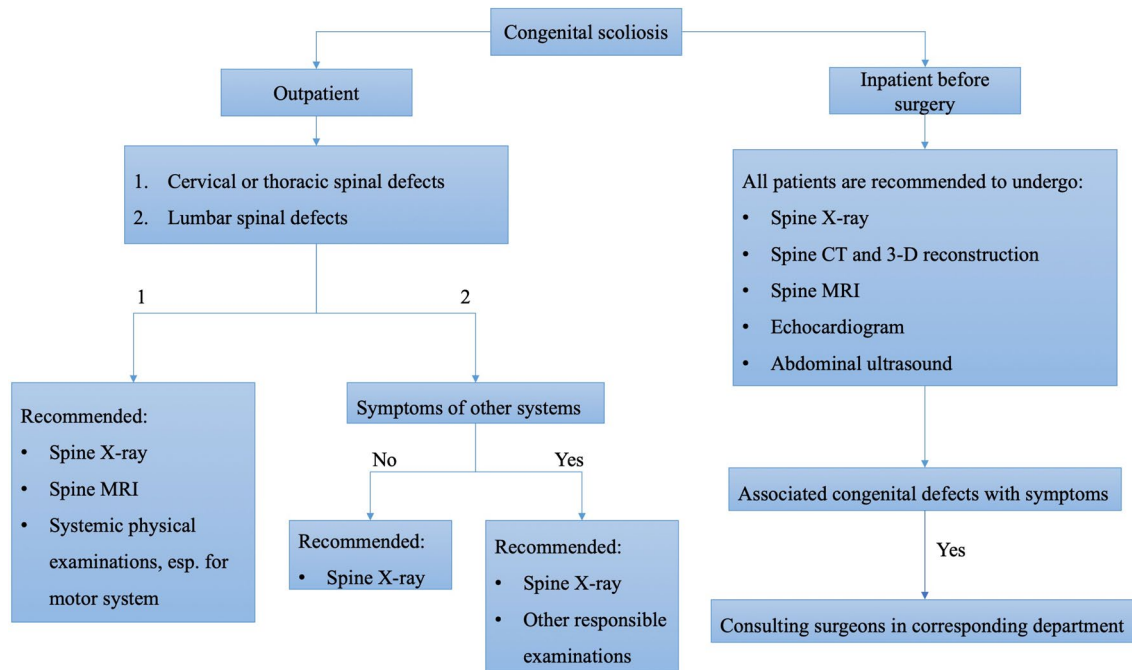 Congenital scoliosis
Outpatient
Inpatient before
surgery
1. Cervical or thoracic spinal defects
2. Lumbar spinal defects
All patients are recommended to undergo:
• Spine X-ray
• Spine CT and 3-D reconstruction
• Spine MRI
• Echocardiogram
• Abdominal ultrasound
1
2
Recommended:
• Spine X-ray
• Spine MRI
• Systemic physical
examinations, esp. for
motor system
Symptoms of other systems
No
Yes
Recommended:
• Spine X-ray
Recommended:
• Spine X-ray
• Other responsible
examinations
Associated congenital defects with symptoms
Yes
Consulting surgeons in corresponding department